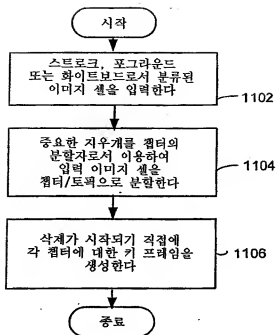 시작
스트로크, 포그라운드
또는 화이트보드로서 분류된
이미지 셀을 입력한다
1102
중요한 지우개를 챕터의
분할자로서 이용하여
입력 이미지 셀을
챕터/토픽으로 분할한다
1104
삭제가 시작되기 직접에
각 챕터에 대한 키 프레임을
생성한다
1106
종료